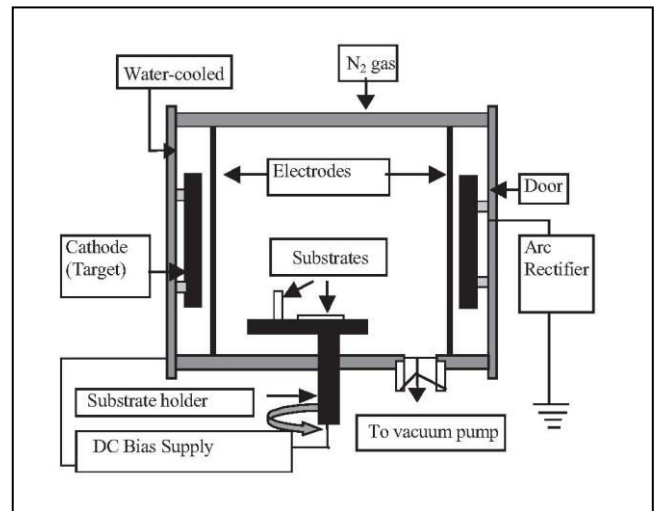 N₂ gas
Water-cooled
Electrodes
Door
Cathode
(Target)
Substrates
Arc
Rectifier
Substrate holder
To vacuum pump
DC Bias Supply